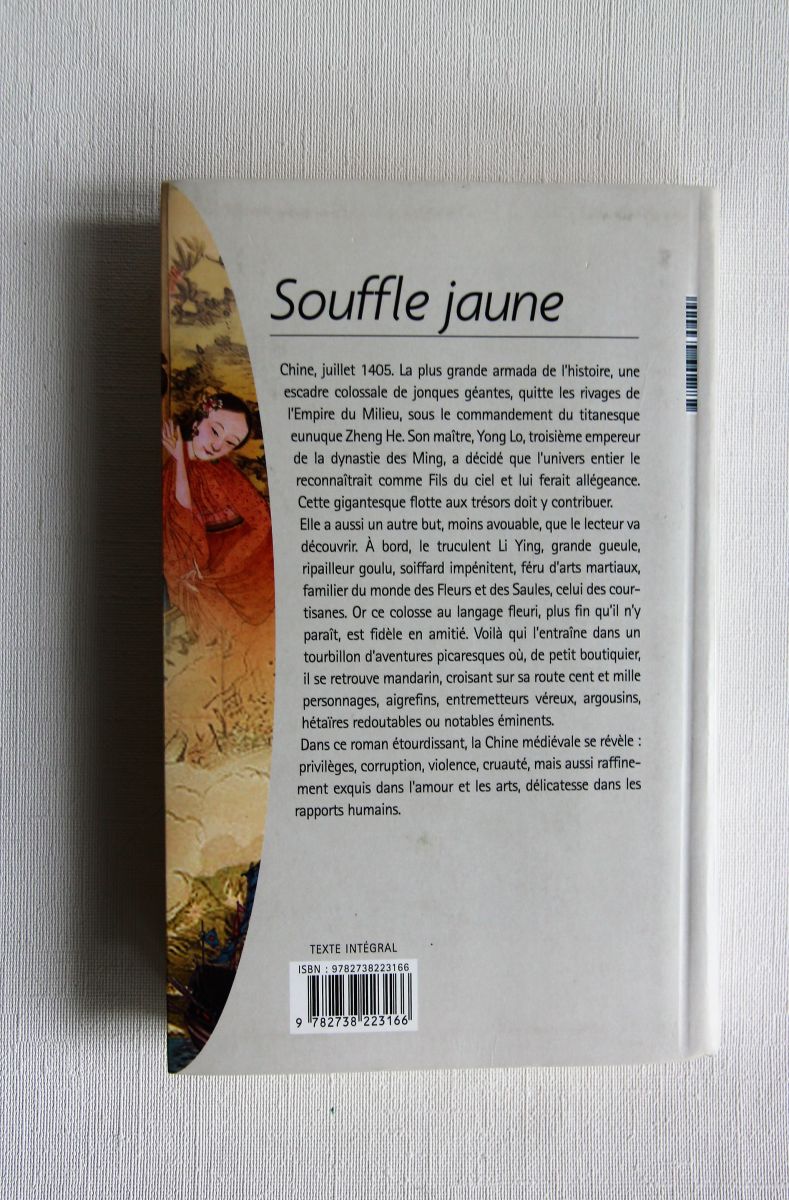 Souffle jaune
Chine, juillet 1405. La plus grande armada de l'histoire, une
escadre colossale de jonques géantes, quitte les rivages de
l'Empire du Milieu, sous le commandement du titanesque
eunuque Zheng He. Son maître, Yong Lo, troisième empereur
de la dynastie des Ming, a décidé que l'univers entier le
reconnaîtrait comme Fils du ciel et lui ferait allégeance.
Cette gigantesque flotte aux trésors doit y contribuer.
Elle a aussi un autre but, moins avouable, que le lecteur va
découvrir. À bord, le truculent Li Ying, grande gueule,
ripailleur goulu, soiffard impénitent, féru d'arts martiaux,
familier du monde des Fleurs et des Saules, celui des cour-
tisanes. Or ce colosse au langage fleuri, plus fin qu'il n'y
paraît, est fidèle en amitié. Voilà qui l'entraîne dans un
tourbillon d'aventures picaresques où, de petit boutiquier,
il se retrouve mandarin, croisant sur sa route cent et mille
personnages, aigrefins, entremetteurs véreux, argousins,
hétaïres redoutables ou notables éminents.
Dans ce roman étourdissant, la Chine médiévale se révèle :
privilèges, corruption, violence, cruauté, mais aussi raffine-
ment exquis dans l'amour et les arts, délicatesse dans les
rapports humains.
TEXTE INTÉGRAL
ISBN : 9782738223166
9 782738 223166